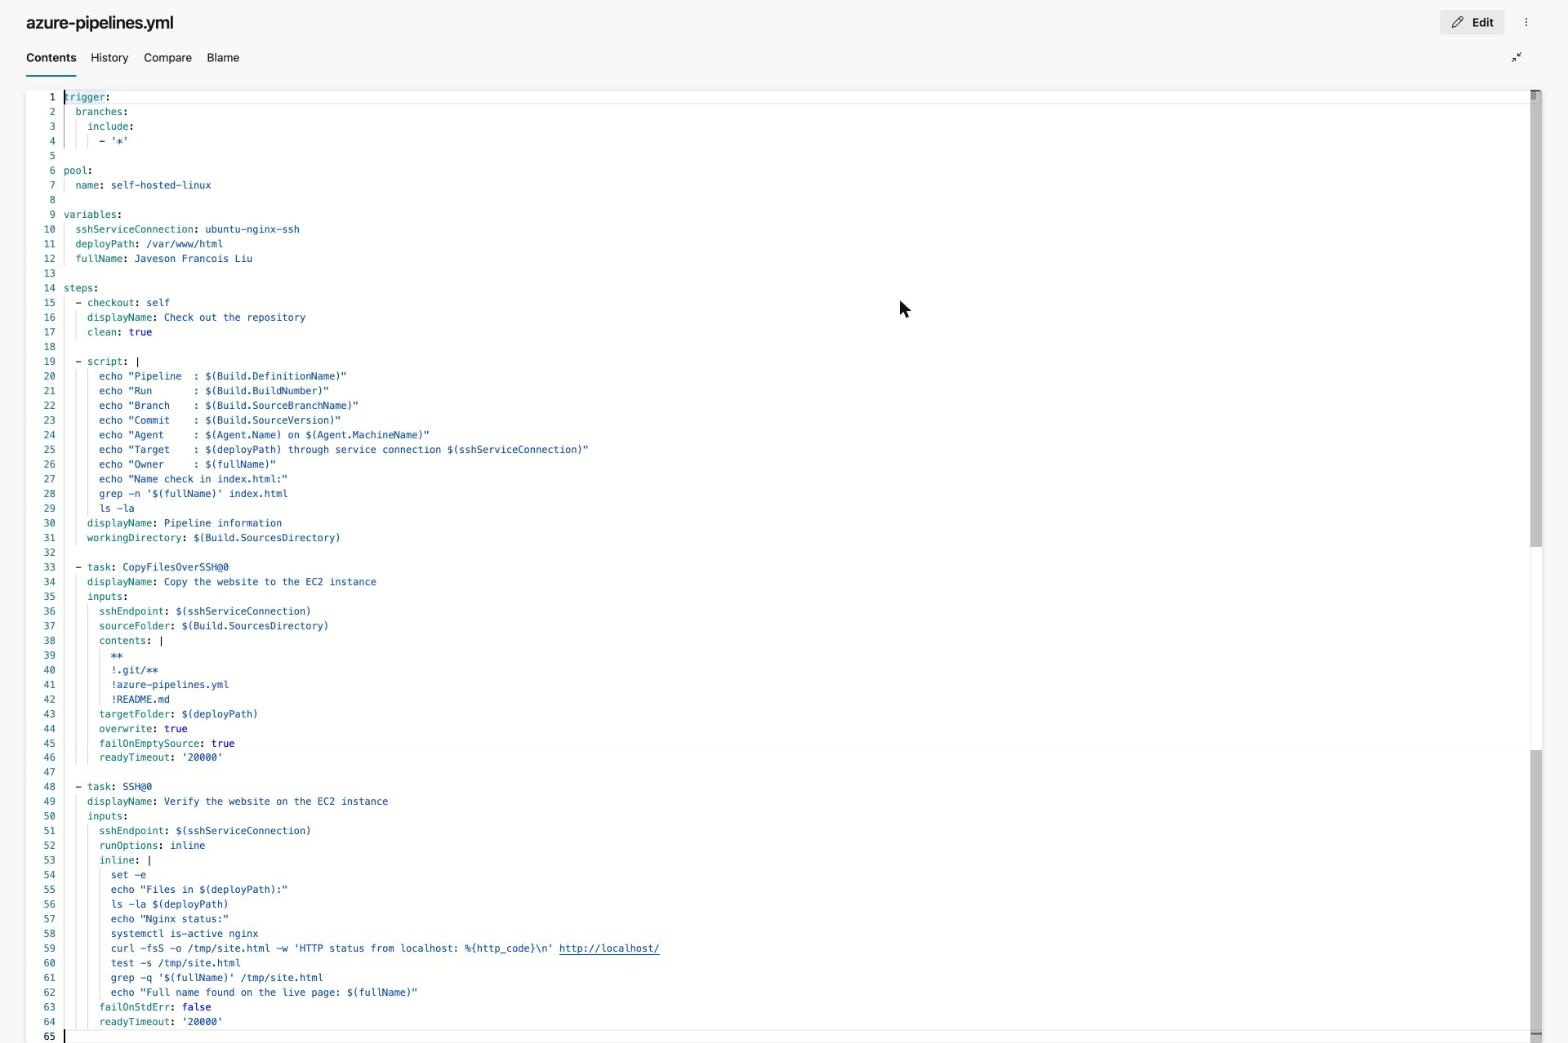 azure-pipelines.yml
Edit
Contents History Compare Blame
1 trigger:
2 branches:
3 include:
4 - '*'
5
6 pool:
7 name: self-hosted-linux
8
9 variables:
10 sshServiceConnection: ubuntu-nginx-ssh
11 deployPath: /var/www/html
12 fullName: Javeson Francois Liu
13
14 steps:
15 - checkout: self
16 displayName: Check out the repository
17 clean: true
18
19 - script: |
20 echo "Pipeline : $(Build.DefinitionName)"
21 echo "Run : $(Build.BuildNumber)"
22 echo "Branch : $(Build.SourceBranchName)"
23 echo "Commit : $(Build.SourceVersion)"
24 echo "Agent : $(Agent.Name) on $(Agent.MachineName)"
25 echo "Target : $(deployPath) through service connection $(sshServiceConnection)"
26 echo "Owner : $(fullName)"
27 echo "Name check in index.html:"
28 grep -n '$(fullName)' index.html
29 ls -la
30 displayName: Pipeline information
31 workingDirectory: $(Build.SourcesDirectory)
32
33 - task: CopyFilesOverSSH@0
34 displayName: Copy the website to the EC2 instance
35 inputs:
36 sshEndpoint: $(sshServiceConnection)
37 sourceFolder: $(Build.SourcesDirectory)
38 contents: |
39 **
40 !.git/**
41 !azure-pipelines.yml
42 !README.md
43 targetFolder: $(deployPath)
44 overwrite: true
45 failOnEmptySource: true
46 readyTimeout: '20000'
47
48 - task: SSH@0
49 displayName: Verify the website on the EC2 instance
50 inputs:
51 sshEndpoint: $(sshServiceConnection)
52 runOptions: inline
53 inline: |
54 set -e
55 echo "Files in $(deployPath):"
56 ls -la $(deployPath)
57 echo "Nginx status:"
58 systemctl is-active nginx
59 curl -fsS -o /tmp/site.html -w 'HTTP status from localhost: %{http_code}\n' http://localhost/
60 test -s /tmp/site.html
61 grep -q '$(fullName)' /tmp/site.html
62 echo "Full name found on the live page: $(fullName)"
63 failOnStdErr: false
64 readyTimeout: '20000'
65